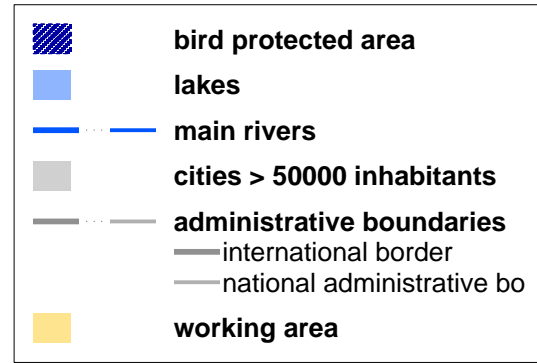 bird protected area
lakes
main rivers
cities > 50000 inhabitants
administrative boundaries
international border
national administrative bo
working area